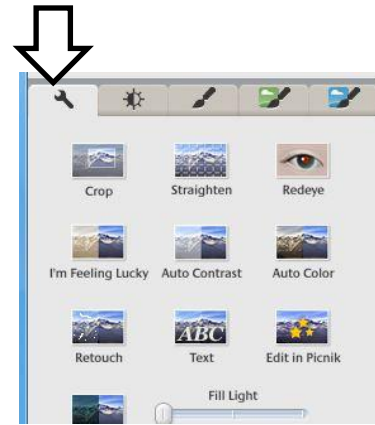 Crop Straighten Redeye
I'm Feeling Lucky Auto Contrast Auto Color
ABC
Retouch Text Edit in Picnik
Fill Light